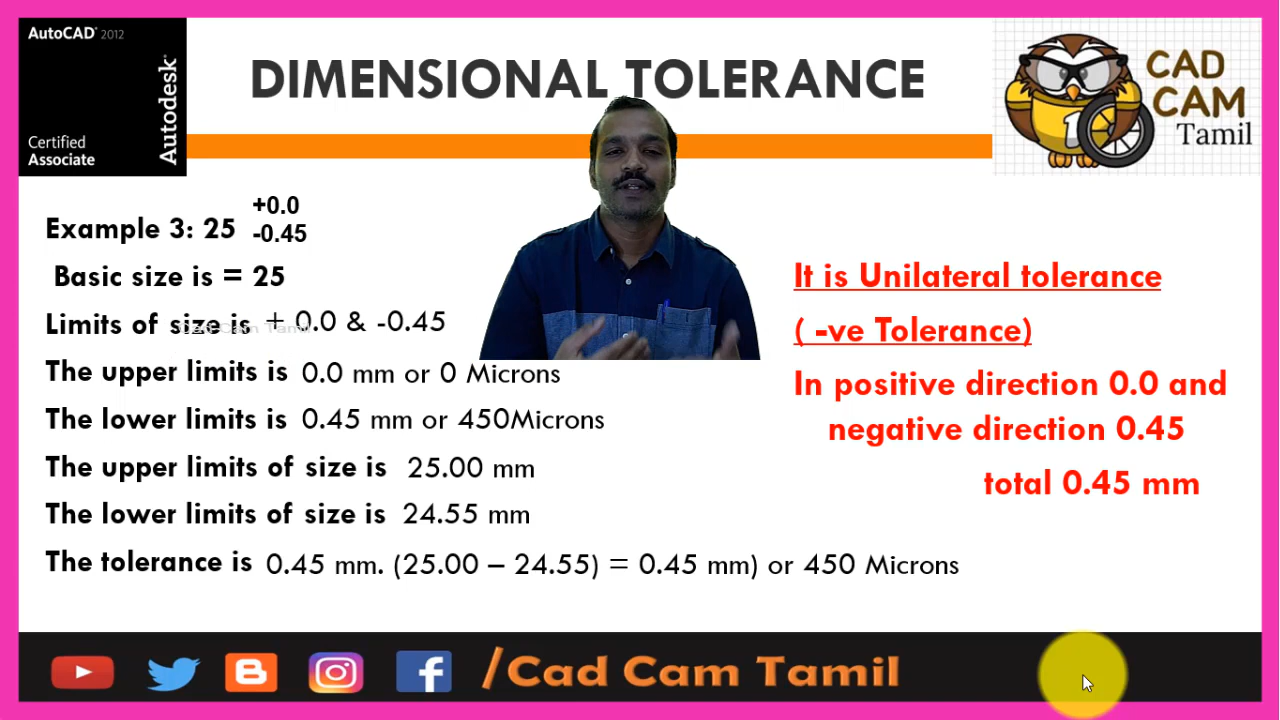 AutoCAD® 2012
Autodesk®
Certified
Associate
DIMENSIONAL TOLERANCE
CAD
CAM
Tamil
1
Example 3: 25 +0.0
-0.45
Basic size is = 25
Limits of size is + 0.0 & -0.45
Cad Cam Tamil
The upper limits is 0.0 mm or 0 Microns
The lower limits is 0.45 mm or 450Microns
The upper limits of size is 25.00 mm
The lower limits of size is 24.55 mm
The tolerance is 0.45 mm. (25.00 – 24.55) = 0.45 mm) or 450 Microns
It is Unilateral tolerance
( -ve Tolerance)
In positive direction 0.0 and
negative direction 0.45
total 0.45 mm
/Cad Cam Tamil